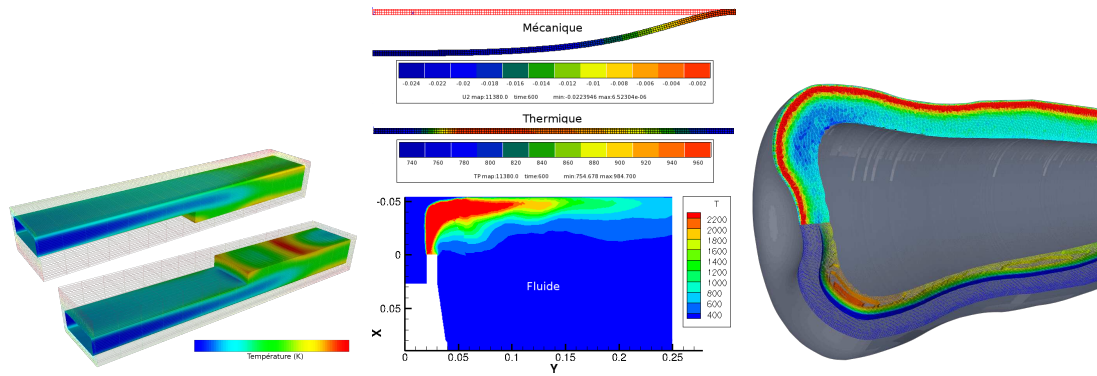 Mécanique
-0.024 -0.022 -0.02 -0.018 -0.016 -0.014 -0.012 -0.01 -0.008 -0.006 -0.004 -0.002
U2 map:11380.0 time:600 min:-0.0223946 max:6.52304e-06
Thermique
740 760 780 800 820 840 860 880 900 920 940 960
TP map:11380.0 time:600 min:754.678 max:984.700
Température (K)
-0.05
0
0.05
X
0 0.05 0.1 0.15 0.2 0.25
Y
Fluide
T
2200
2000
1800
1600
1400
1200
1000
800
600
400